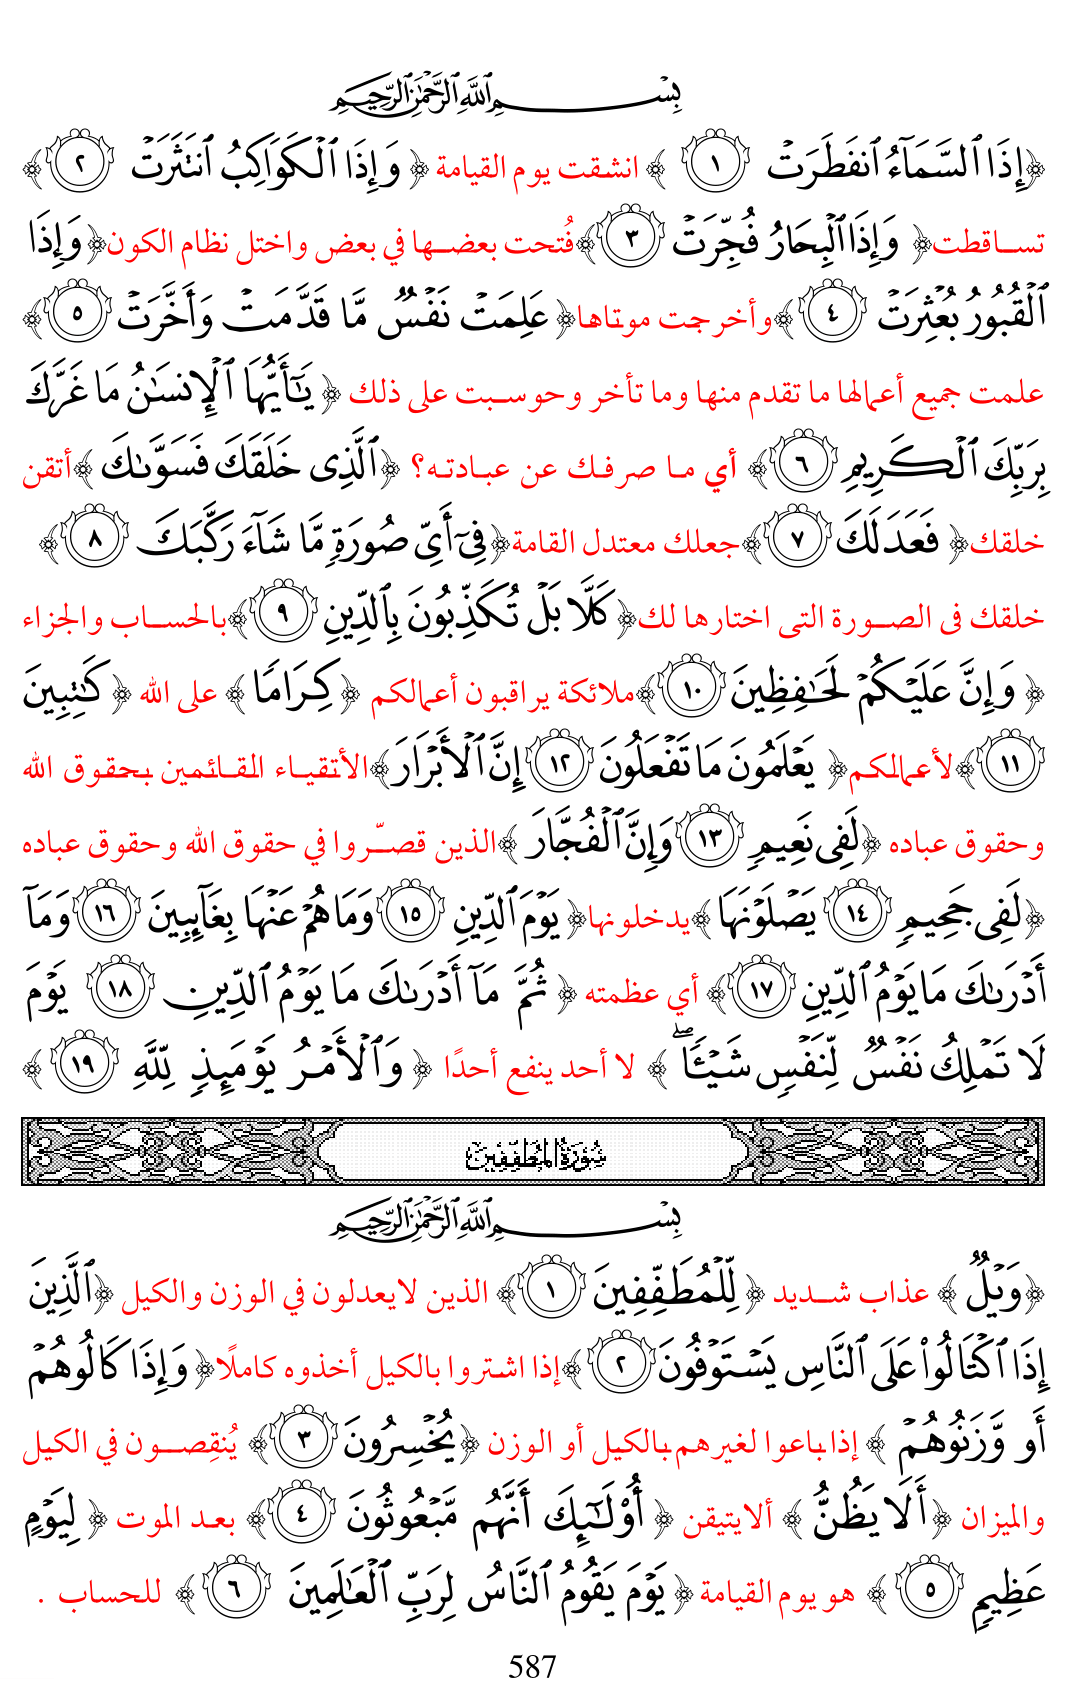 بِسۡمِ ٱللَّهِ ٱلرَّحۡمَٰنِ ٱلرَّحِيمِ
﴿إِذَا ٱلسَّمَآءُ ٱنفَطَرَتۡ ١ ﴾ انشقت يوم القيامة ﴿ وَإِذَا ٱلۡكَوَاكِبُ ٱنتَثَرَتۡ ٢ ﴾
تساقطت﴿ وَإِذَا ٱلۡبِحَارُ فُجِّرَتۡ ٣ ﴾فُتحت بعضها في بعض واختل نظام الكون﴿ وَإِذَا
ٱلۡقُبُورُ بُعۡثِرَتۡ ٤ ﴾وأخرجت موتاها﴿ عَلِمَتۡ نَفۡسٞ مَّا قَدَّمَتۡ وَأَخَّرَتۡ ٥ ﴾
علمت جميع أعمالها ما تقدم منها وما تأخر وحوسبت على ذلك ﴿ يَٰٓأَيُّهَا ٱلۡإِنسَٰنُ مَا غَرَّكَ
بِرَبِّكَ ٱلۡكَرِيمِ ٦ ﴾ أي ما صرفك عن عبادته؟ ﴿ٱلَّذِي خَلَقَكَ فَسَوَّىٰكَ ﴾أتقن
خلقك﴿ فَعَدَلَكَ ٧ ﴾جعلك معتدل القامة﴿فِيٓ أَيِّ صُورَةٖ مَّا شَآءَ رَكَّبَكَ ٨ ﴾
خلقك فى الصورة التى اختارها لك﴿كَلَّا بَلۡ تُكَذِّبُونَ بِٱلدِّينِ ٩ ﴾بالحساب والجزاء
﴿ وَإِنَّ عَلَيۡكُمۡ لَحَٰفِظِينَ ١٠ ﴾ملائكة يراقبون أعمالكم ﴿كِرَامٗا ﴾ على الله ﴿ كَٰتِبِينَ
١١ ﴾لأعمالكم﴿ يَعۡلَمُونَ مَا تَفۡعَلُونَ ١٢ إِنَّ ٱلۡأَبۡرَارَ﴾الأتقياء القائمين بحقوق الله
وحقوق عباده ﴿لَفِي نَعِيمٖ ١٣ وَإِنَّ ٱلۡفُجَّارَ ﴾الذين قصّروا في حقوق الله وحقوق عباده
﴿لَفِي جَحِيمٖ ١٤ يَصۡلَوۡنَهَا ﴾يدخلونها﴿ يَوۡمَ ٱلدِّينِ ١٥ وَمَا هُمۡ عَنۡهَا بِغَآئِبِينَ ١٦ وَمَآ
أَدۡرَىٰكَ مَا يَوۡمُ ٱلدِّينِ ١٧ ﴾ أي عظمته ﴿ ثُمَّ مَآ أَدۡرَىٰكَ مَا يَوۡمُ ٱلدِّينِ ١٨ يَوۡمَ
لَا تَمۡلِكُ نَفۡسٞ لِّنَفۡسٖ شَيۡـٔٗاۖ ﴾ لا أحد ينفع أحدًا ﴿ وَٱلۡأَمۡرُ يَوۡمَئِذٖ لِّلَّهِ ١٩ ﴾
سُورَةُ المُطَفِّفِينَ
بِسۡمِ ٱللَّهِ ٱلرَّحۡمَٰنِ ٱلرَّحِيمِ
﴿وَيۡلٞ ﴾ عذاب شديد ﴿ لِّلۡمُطَفِّفِينَ ١ ﴾ الذين لايعدلون في الوزن والكيل ﴿ٱلَّذِينَ
إِذَا ٱكۡتَالُواْ عَلَى ٱلنَّاسِ يَسۡتَوۡفُونَ ٢ ﴾إذا اشتروا بالكيل أخذوه كاملًا﴿ وَإِذَا كَالُوهُمۡ
أَو وَّزَنُوهُمۡ ﴾ إذا باعوا لغيرهم بالكيل أو الوزن ﴿يُخۡسِرُونَ ٣ ﴾ يُنقِصون في الكيل
والميزان ﴿أَلَا يَظُنُّ ﴾ ألايتيقن ﴿ أُوْلَٰٓئِكَ أَنَّهُم مَّبۡعُوثُونَ ٤ ﴾ بعد الموت ﴿ لِيَوۡمٍ
عَظِيمٖ ٥ ﴾ هو يوم القيامة ﴿ يَوۡمَ يَقُومُ ٱلنَّاسُ لِرَبِّ ٱلۡعَٰلَمِينَ ٦ ﴾ للحساب .
587